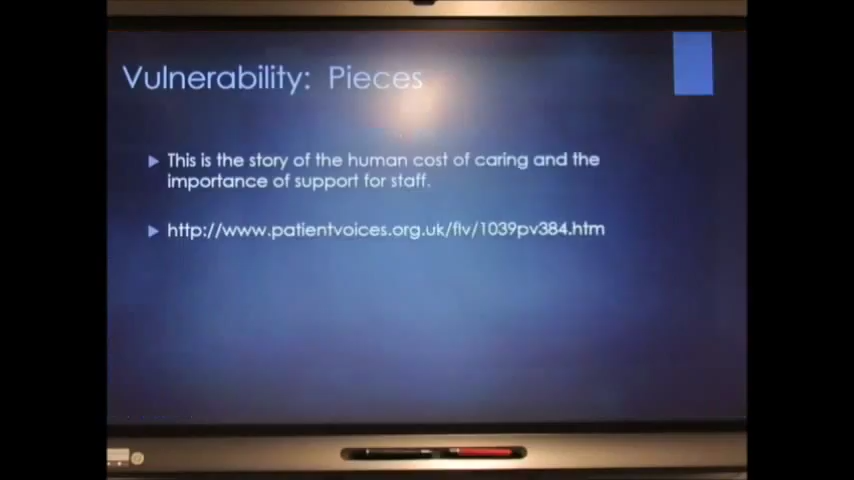 Vulnerability: Pieces
This is the story of the human cost of caring and the
importance of support for staff.
http://www.patientvoices.org.uk/flv/1039pv384.htm